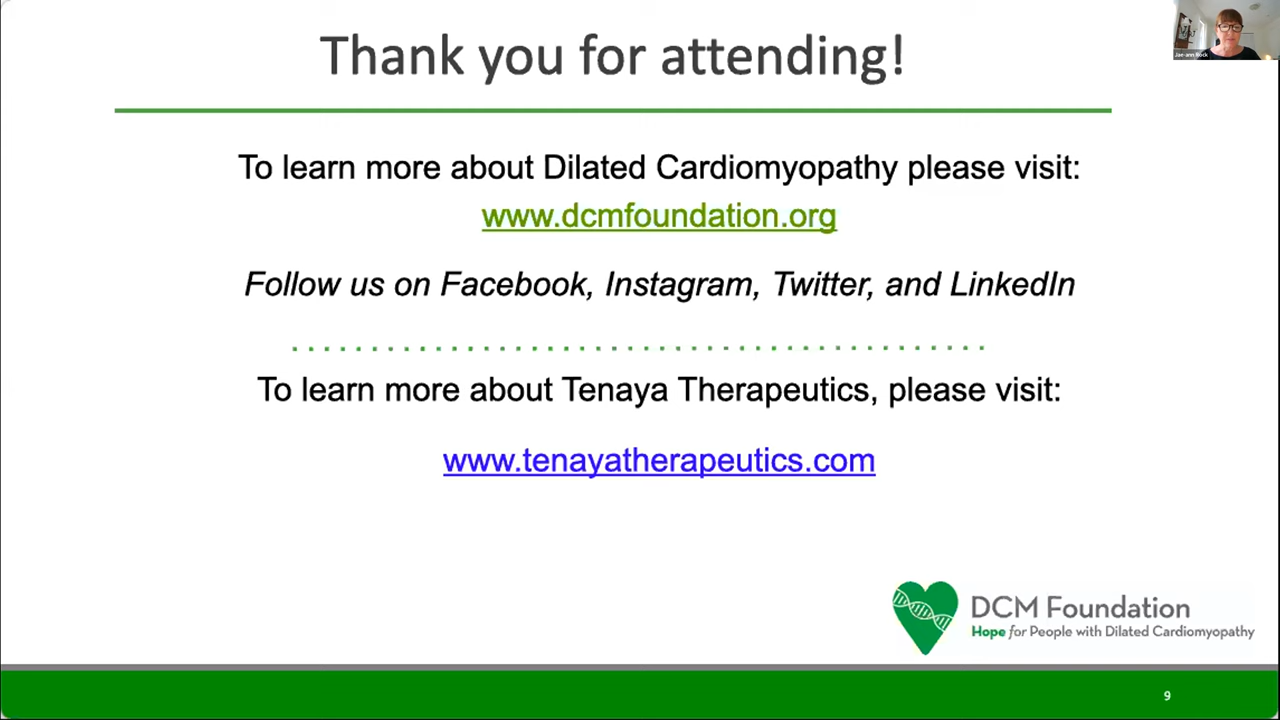 Thank you for attending!
To learn more about Dilated Cardiomyopathy please visit:
www.dcmfoundation.org
Follow us on Facebook, Instagram, Twitter, and LinkedIn
To learn more about Tenaya Therapeutics, please visit:
www.tenayatherapeutics.com
DCM Foundation
Hope for People with Dilated Cardiomyopathy
9